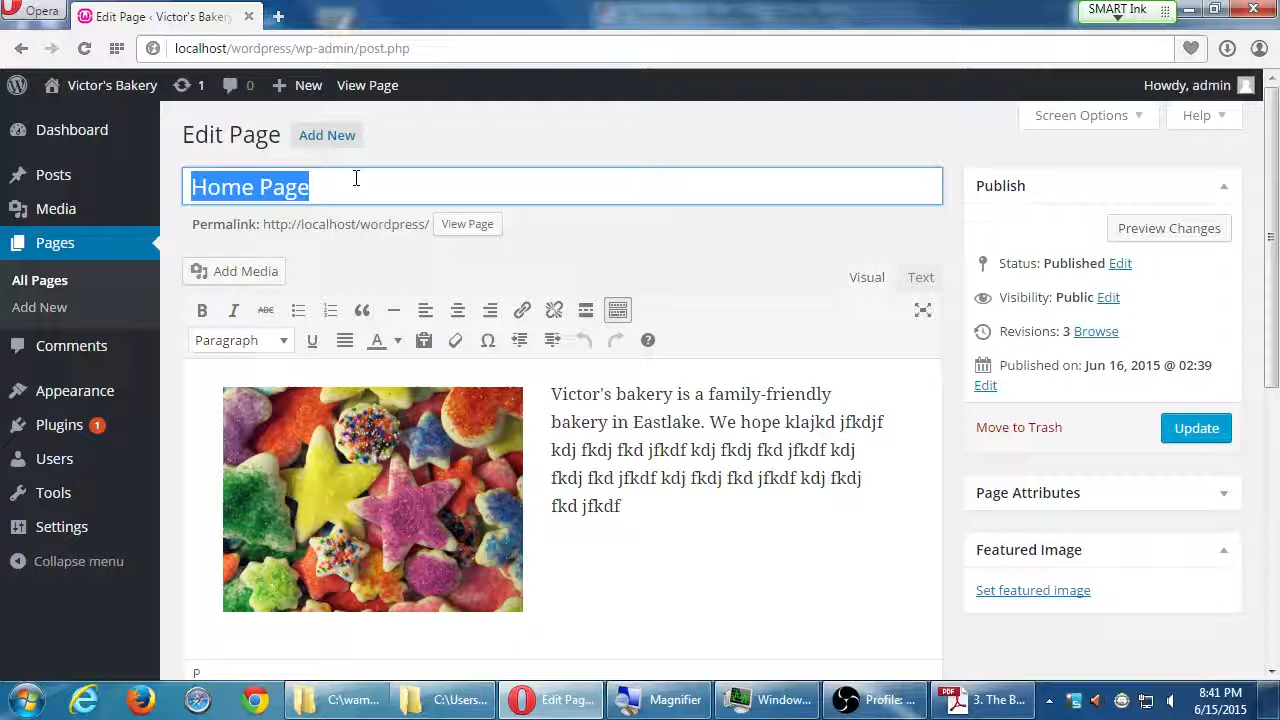 Opera
Edit Page ‹ Victor's Bakery
SMART Ink
localhost/wordpress/wp-admin/post.php
Victor's Bakery
1
0
New
View Page
Howdy, admin
Dashboard
Posts
Media
Pages
All Pages
Add New
Comments
Appearance
Plugins 1
Users
Tools
Settings
Collapse menu
Edit Page
Add New
Screen Options
Help
Home Page
Permalink: http://localhost/wordpress/
View Page
Add Media
Visual
Text
B
I
ABC
Paragraph
U
A
Victor's bakery is a family-friendly
bakery in Eastlake. We hope klajkd jfkdjf
kdj fkdj fkd jfkdf kdj fkdj fkd jfkdf kdj
fkdj fkd jfkdf kdj fkdj fkd jfkdf kdj fkdj
fkd jfkdf
p
Publish
Preview Changes
Status: Published Edit
Visibility: Public Edit
Revisions: 3 Browse
Published on: Jun 16, 2015 @ 02:39
Edit
Move to Trash
Update
Page Attributes
Featured Image
Set featured image
C:\wam...
C:\Users...
Edit Pag...
Magnifier
Window...
Profile: ...
PDF
3. The B...
8:41 PM
6/15/2015